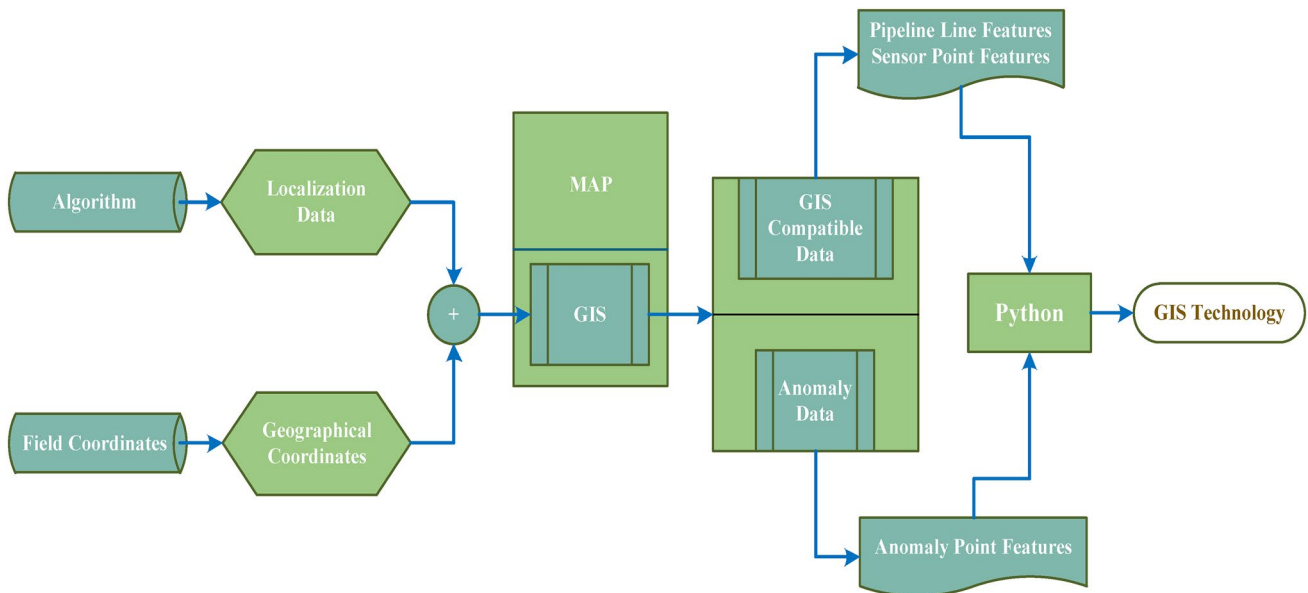 Pipeline Line Features
Sensor Point Features
Algorithm
Localization
Data
MAP
GIS
Compatible
Data
+
GIS
Python
GIS Technology
Field Coordinates
Geographical
Coordinates
Anomaly
Data
Anomaly Point Features